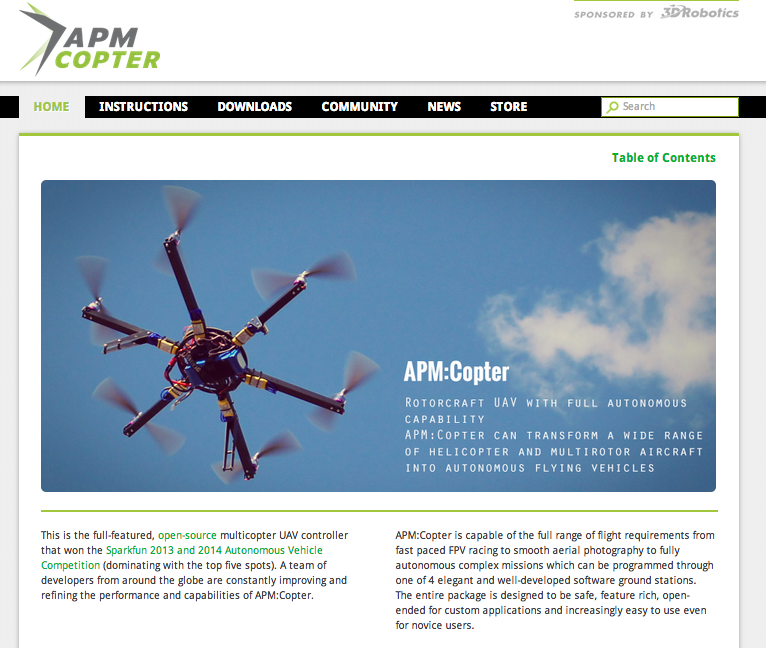 APM
COPTER
SPONSORED BY 3DRobotics
HOME INSTRUCTIONS DOWNLOADS COMMUNITY NEWS STORE Search
Table of Contents
APM:Copter
Rotorcraft UAV with full autonomous
capability
APM:Copter can transform a wide range
of helicopter and multirotor aircraft
into autonomous flying vehicles
This is the full-featured, open-source multicopter UAV controller
that won the Sparkfun 2013 and 2014 Autonomous Vehicle
Competition (dominating with the top five spots). A team of
developers from around the globe are constantly improving and
refining the performance and capabilities of APM:Copter.
APM:Copter is capable of the full range of flight requirements from
fast paced FPV racing to smooth aerial photography to fully
autonomous complex missions which can be programmed through
one of 4 elegant and well-developed software ground stations.
The entire package is designed to be safe, feature rich, open-
ended for custom applications and increasingly easy to use even
for novice users.